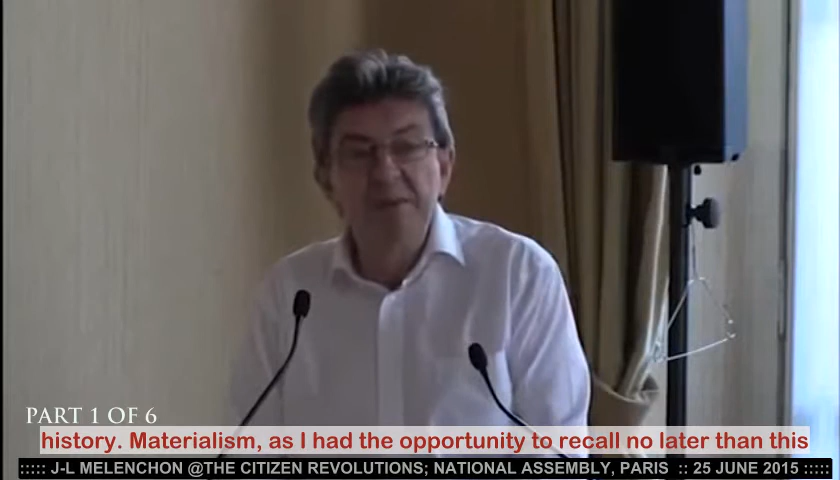 PART 1 OF 6
history. Materialism, as I had the opportunity to recall no later than this
::::: J-L MELENCHON @THE CITIZEN REVOLUTIONS; NATIONAL ASSEMBLY, PARIS :: 25 JUNE 2015 :::::